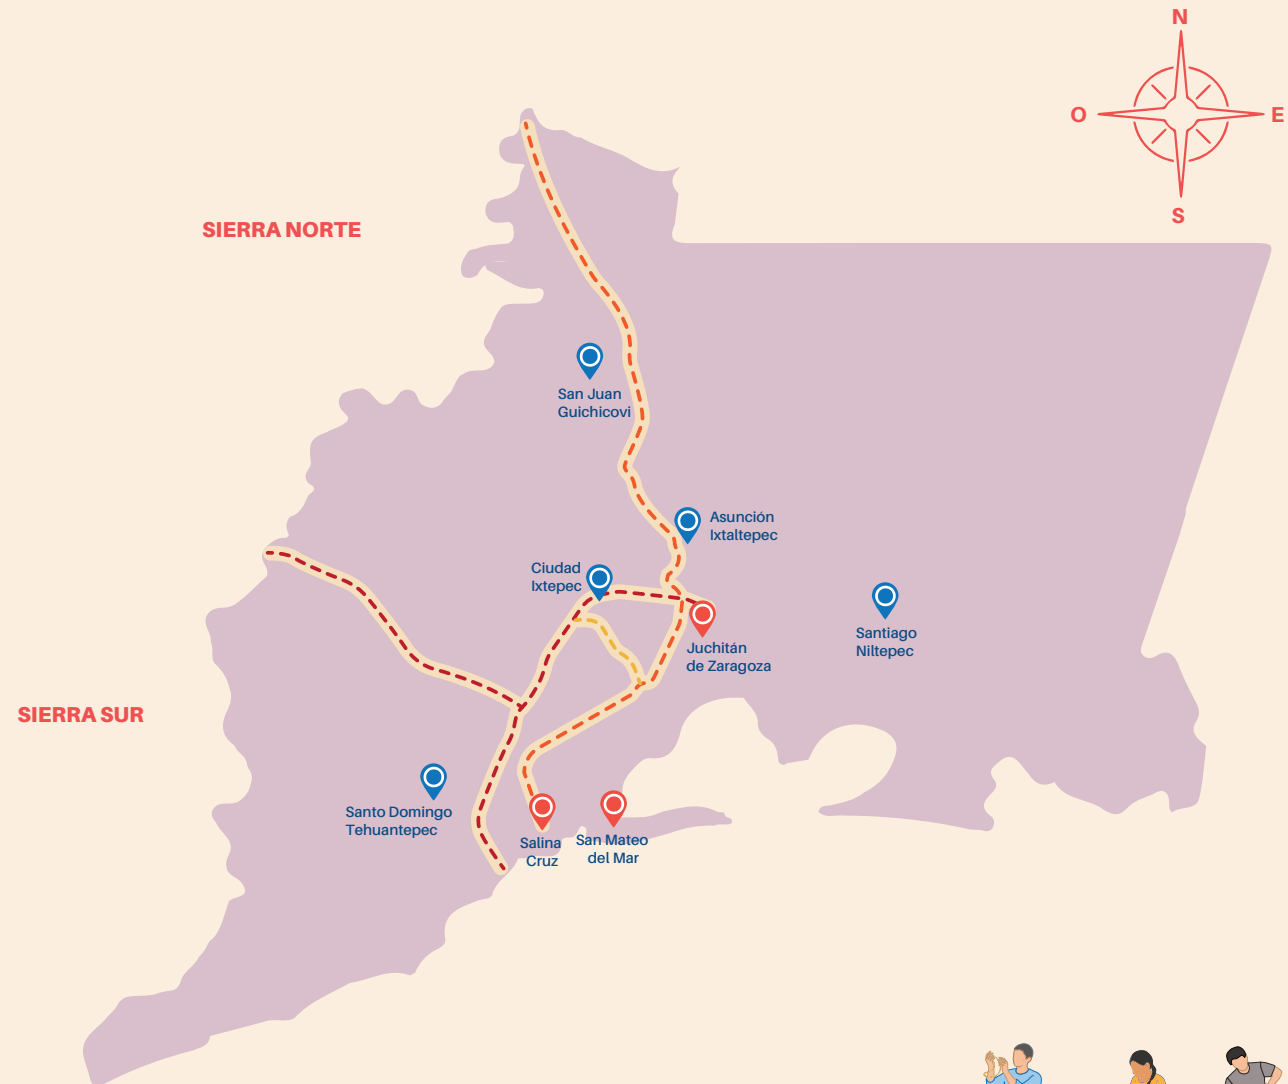 N
O
E
S
SIERRA NORTE
San Juan
Guichicovi
Asunción
Ixtaltepec
Ciudad
Ixtepec
Santiago
Niltepec
Juchitán
de Zaragoza
SIERRA SUR
Santo Domingo
Tehuantepec
Salina
Cruz
San Mateo
del Mar